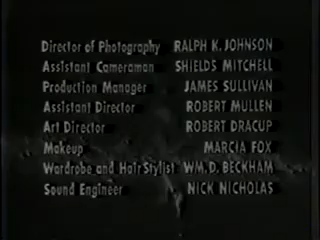 Director of Photography RALPH K. JOHNSON
Assistant Cameraman SHIELDS MITCHELL
Production Manager JAMES SULLIVAN
Assistant Director ROBERT MULLEN
Art Director ROBERT DRACUP
Makeup MARCIA FOX
Wardrobe and Hair Stylist WM. D. BECKHAM
Sound Engineer NICK NICHOLAS